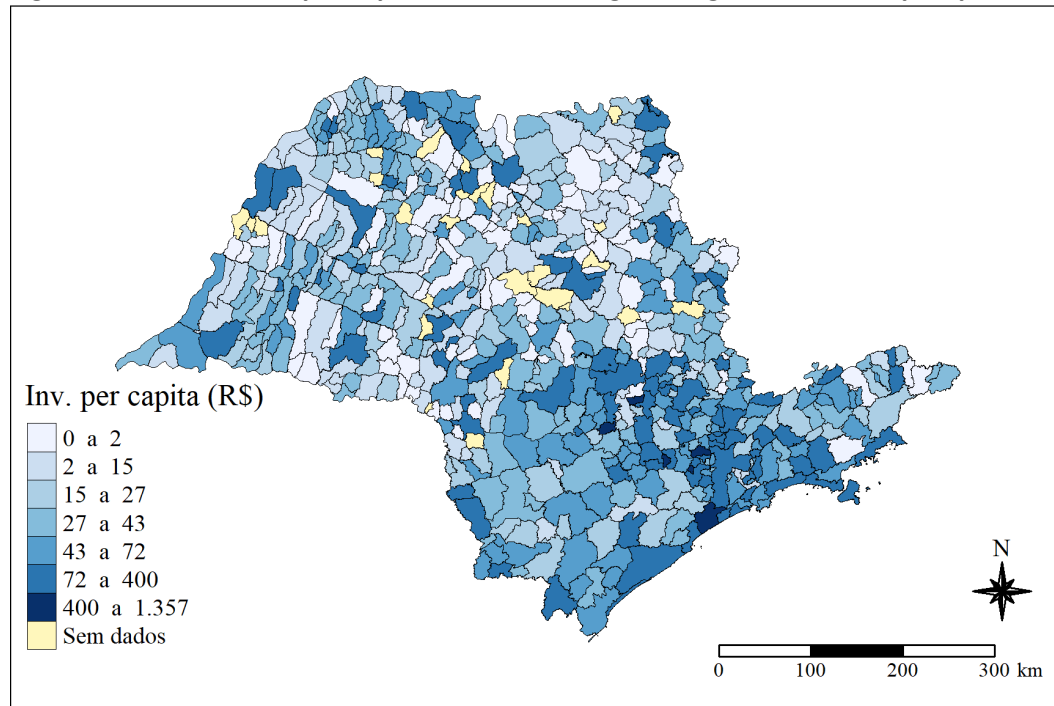 Inv. per capita (R$)
0 a 2
2 a 15
15 a 27
27 a 43
43 a 72
72 a 400
400 a 1.357
Sem dados
N
0 100 200 300 km